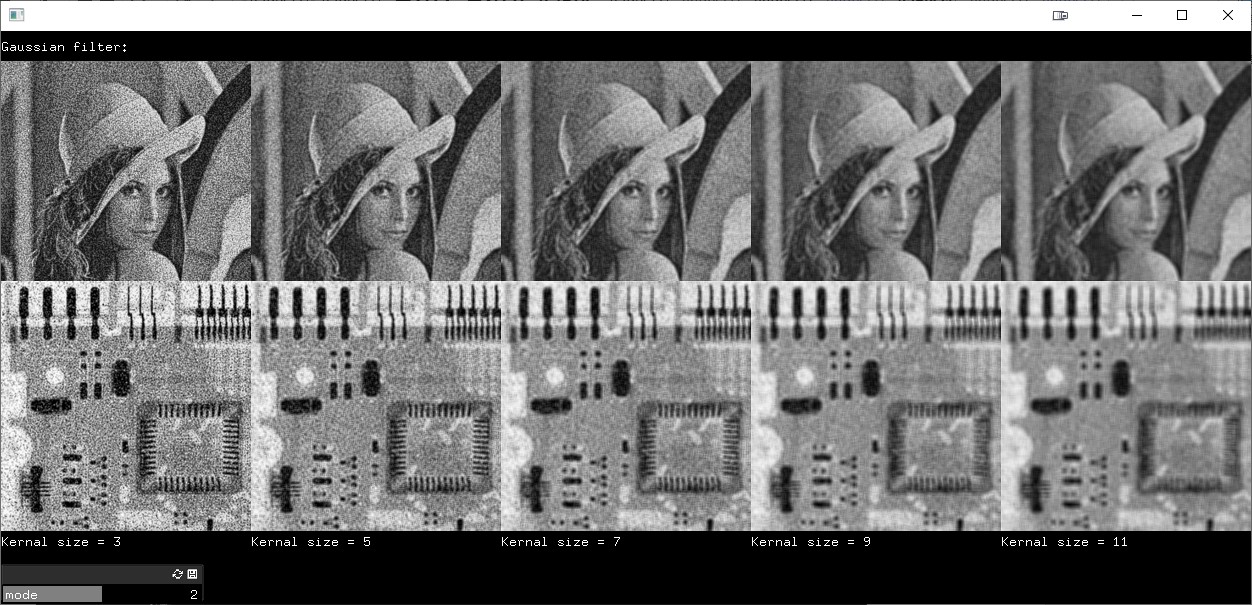 Gaussian filter:
Kernal size = 3
Kernal size = 5
Kernal size = 7
Kernal size = 9
Kernal size = 11
mode 2